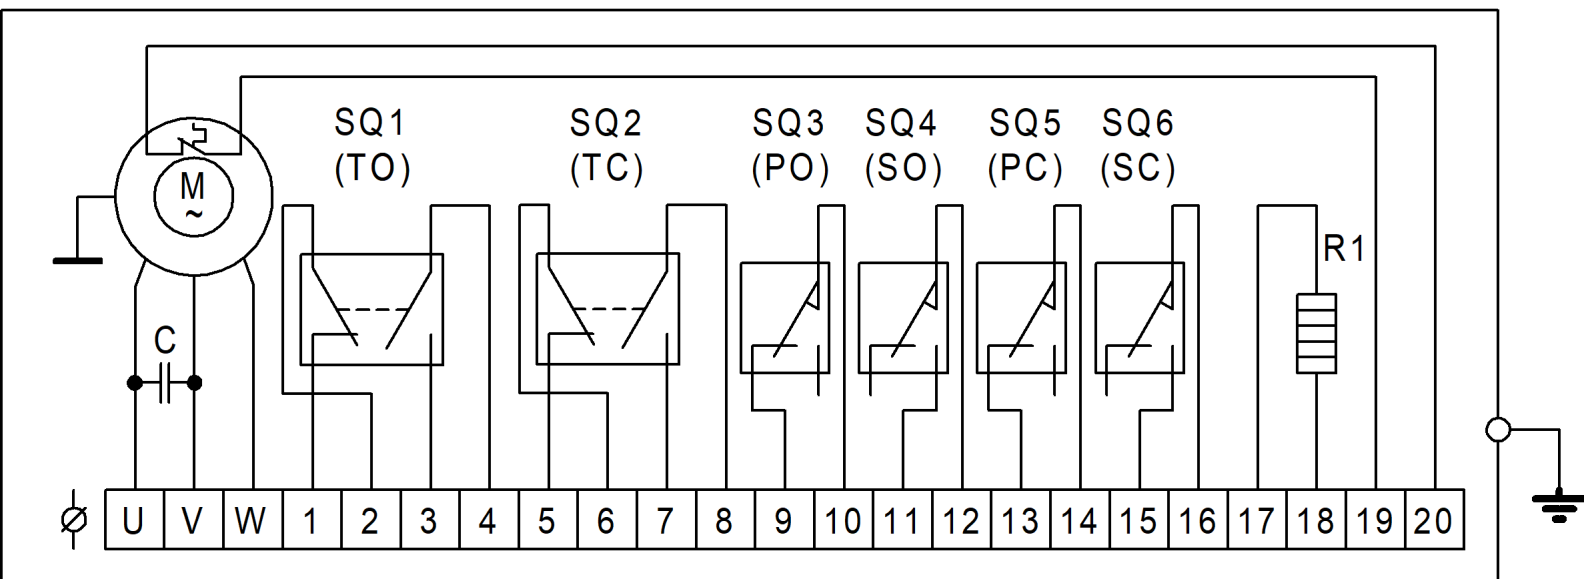 SQ1 SQ2 SQ3 SQ4 SQ5 SQ6
(TO) (TC) (PO) (SO) (PC) (SC)
M
~
R1
C
U V W 1 2 3 4 5 6 7 8 9 10 11 12 13 14 15 16 17 18 19 20